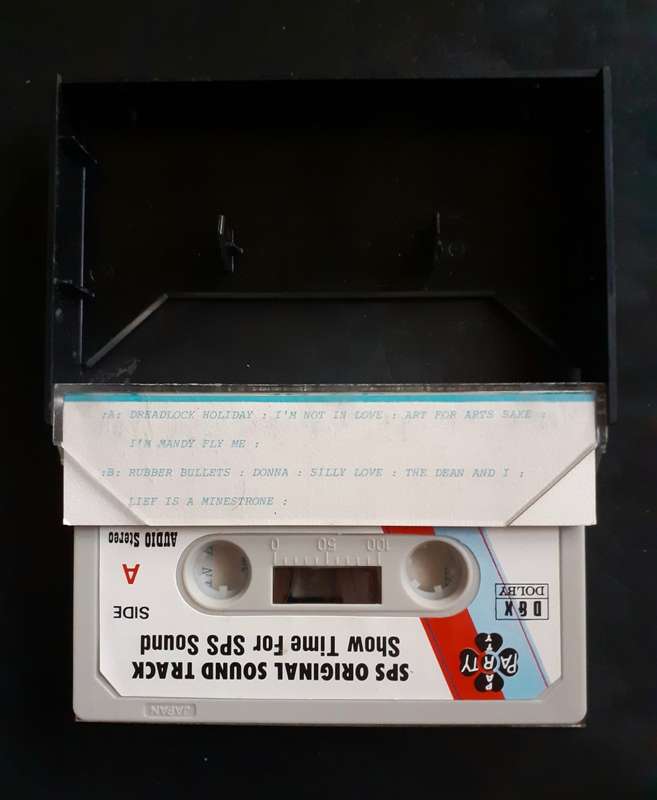 :A: DREADLOCK HOLIDAY : I'M NOT IN LOVE : ART FOR ARTS SAKE :
I'M MANDY FLY ME :
:B: RUBBER BULLETS : DONNA : SILLY LOVE : THE DEAN AND I :
LIEF IS A MINESTRONE :
SPS ORIGINAL SOUND TRACK
Show Time For SPS Sound
PARTY
PARTY
SIDE
A
AUDIO Stereo
D&X
DOLBY
100 50 0
JAPAN